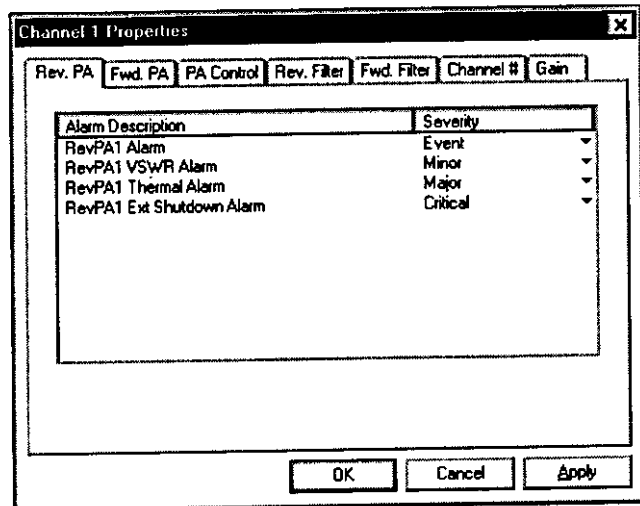 Channel 1 Properties
Rev. PA Fwd. PA PA Control Rev. Filter Fwd. Filter Channel # Gain
Alarm Description Severity
RevPA1 Alarm Event
RevPA1 VSWR Alarm Minor
RevPA1 Thermal Alarm Major
RevPA1 Ext Shutdown Alarm Critical
OK Cancel Apply